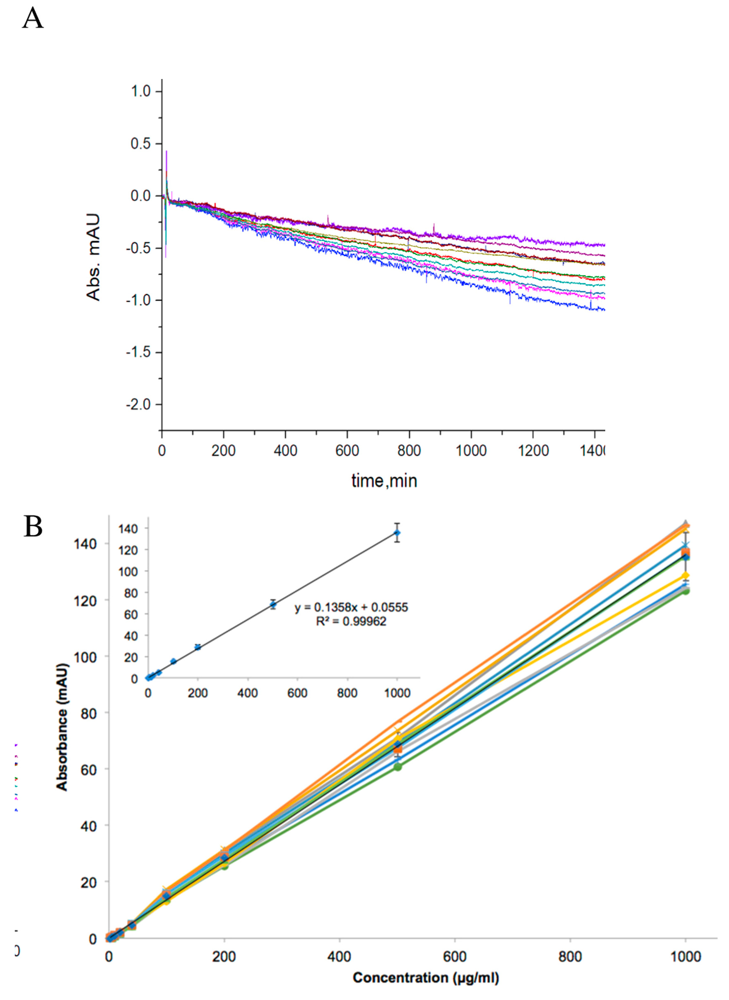 A
1.0
0.5
0.0
-0.5
-1.0
-1.5
-2.0
Abs. mAU
0 200 400 600 800 1000 1200 1400
time,min
B
140
120
100
80
60
40
20
0
Absorbance (mAU)
140
120
100
80
60
40
20
0
0 200 400 600 800 1000
y = 0.1358x + 0.0555
R² = 0.99962
0 200 400 600 800 1000
Concentration (µg/ml)